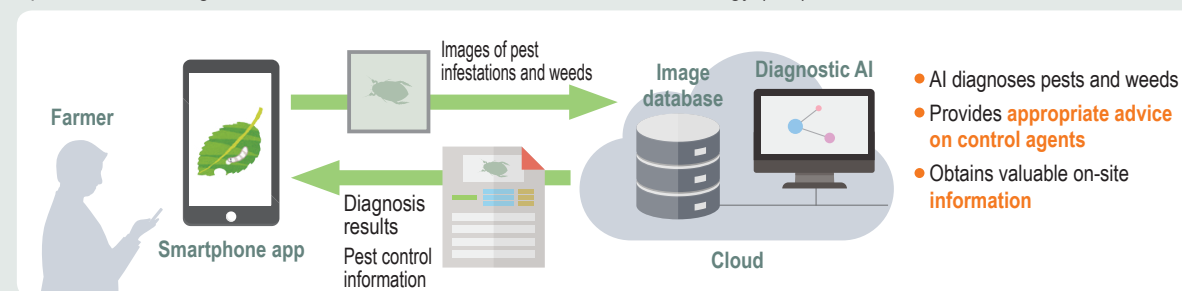 Images of pest
infestations and weeds
Image
database
Diagnostic AI
Farmer
Smartphone app
Diagnosis
results
Pest control
information
Cloud
• AI diagnoses pests and weeds
• Provides appropriate advice
on control agents
• Obtains valuable on-site
information